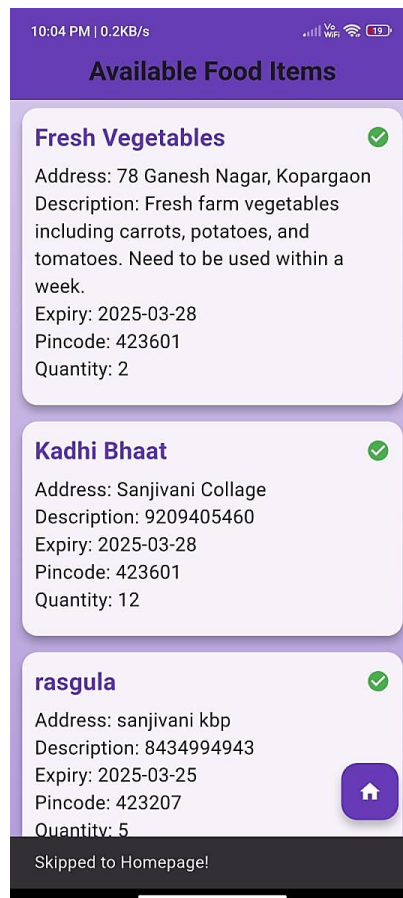 10:04 PM | 0.2KB/s
Vo
WiFi
19
Available Food Items
Fresh Vegetables
Address: 78 Ganesh Nagar, Kopargaon
Description: Fresh farm vegetables
including carrots, potatoes, and
tomatoes. Need to be used within a
week.
Expiry: 2025-03-28
Pincode: 423601
Quantity: 2
Kadhi Bhaat
Address: Sanjivani Collage
Description: 9209405460
Expiry: 2025-03-28
Pincode: 423601
Quantity: 12
rasgula
Address: sanjivani kbp
Description: 8434994943
Expiry: 2025-03-25
Pincode: 423207
Quantity: 5
Skipped to Homepage!